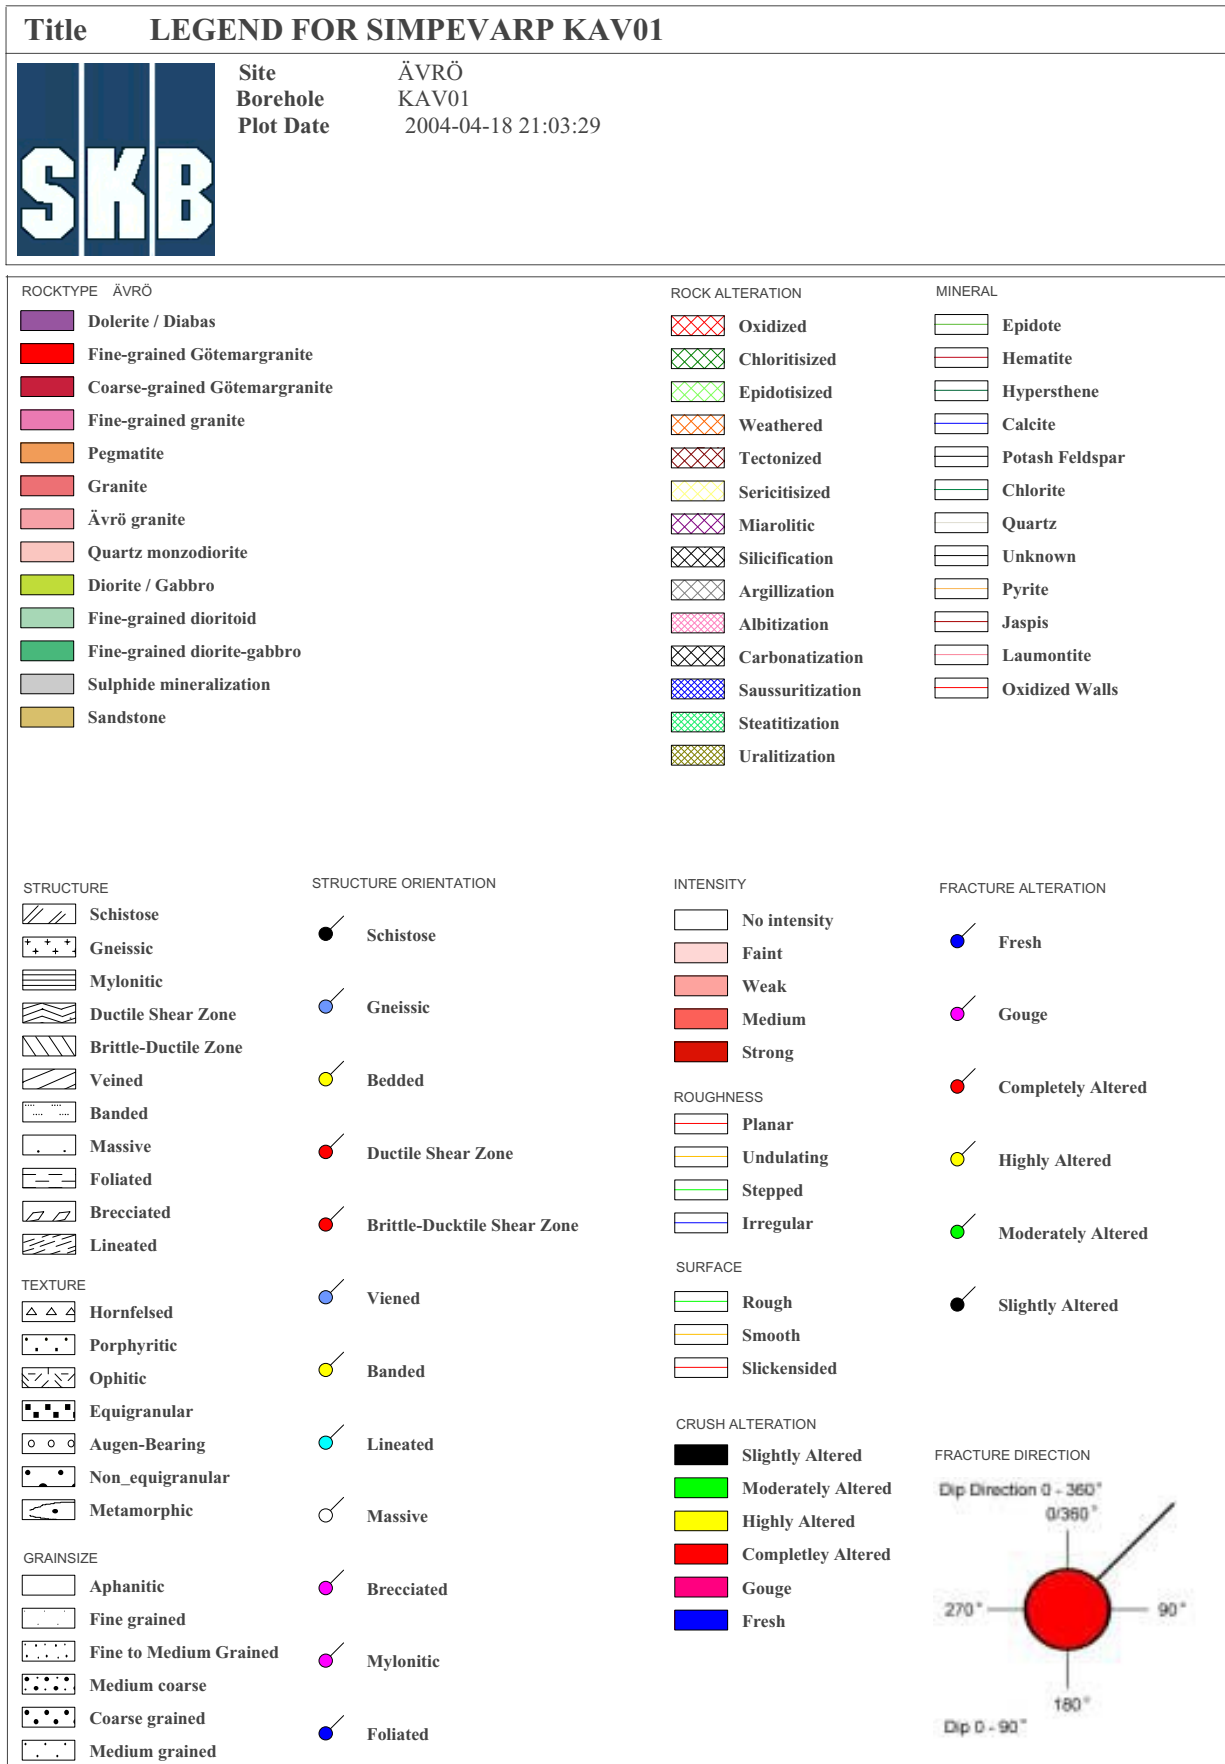 Title LEGEND FOR SIMPEVARP KAV01
SKB
Site ÄVRÖ
Borehole KAV01
Plot Date 2004-04-18 21:03:29
ROCKTYPE ÄVRÖ
Dolerite / Diabas
Fine-grained Götemargranite
Coarse-grained Götemargranite
Fine-grained granite
Pegmatite
Granite
Ävrö granite
Quartz monzodiorite
Diorite / Gabbro
Fine-grained dioritoid
Fine-grained diorite-gabbro
Sulphide mineralization
Sandstone
ROCK ALTERATION
Oxidized
Chloritisized
Epidotisized
Weathered
Tectonized
Sericitisized
Miarolitic
Silicification
Argillization
Albitization
Carbonatization
Saussuritization
Steatitization
Uralitization
MINERAL
Epidote
Hematite
Hypersthene
Calcite
Potash Feldspar
Chlorite
Quartz
Unknown
Pyrite
Jaspis
Laumontite
Oxidized Walls
STRUCTURE
Schistose
Gneissic
Mylonitic
Ductile Shear Zone
Brittle-Ductile Zone
Veined
Banded
Massive
Foliated
Brecciated
Lineated
TEXTURE
Hornfelsed
Porphyritic
Ophitic
Equigranular
Augen-Bearing
Non_equigranular
Metamorphic
GRAINSIZE
Aphanitic
Fine grained
Fine to Medium Grained
Medium coarse
Coarse grained
Medium grained
STRUCTURE ORIENTATION
Schistose
Gneissic
Bedded
Ductile Shear Zone
Brittle-Ducktile Shear Zone
Viened
Banded
Lineated
Massive
Brecciated
Mylonitic
Foliated
INTENSITY
No intensity
Faint
Weak
Medium
Strong
ROUGHNESS
Planar
Undulating
Stepped
Irregular
SURFACE
Rough
Smooth
Slickensided
CRUSH ALTERATION
Slightly Altered
Moderately Altered
Highly Altered
Completley Altered
Gouge
Fresh
FRACTURE ALTERATION
Fresh
Gouge
Completely Altered
Highly Altered
Moderately Altered
Slightly Altered
FRACTURE DIRECTION
Dip Direction 0 - 360°
0/360°
270° 90°
180°
Dip 0 - 90°